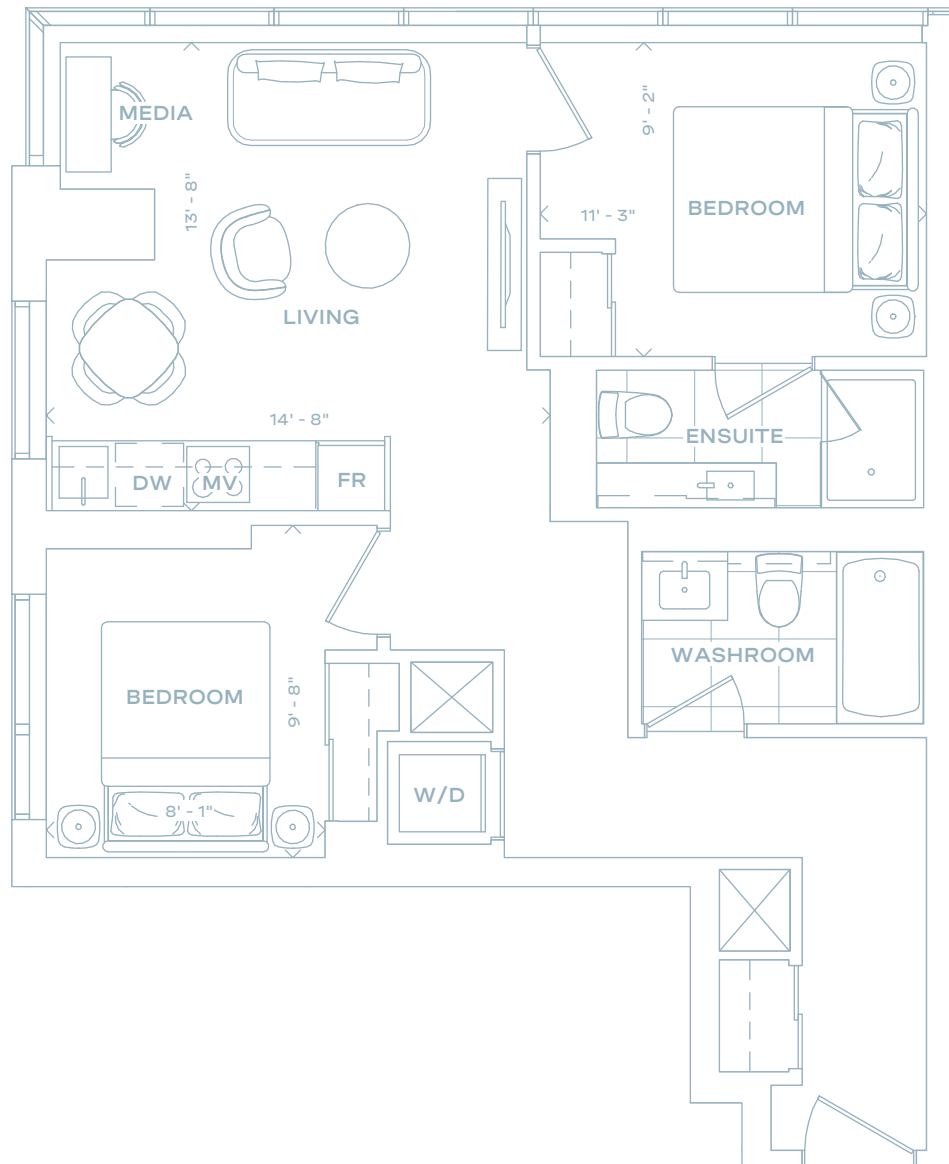 MEDIA
13' - 8"
LIVING
14' - 8"
9' - 2"
11' - 3"
BEDROOM
ENSUITE
DW
MV
FR
WASHROOM
BEDROOM
9' - 8"
8' - 1"
W/D